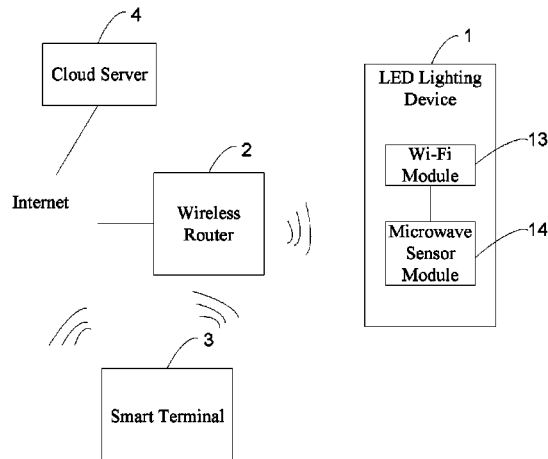 4
Cloud Server
1
LED Lighting
Device
13
Wi-Fi
Module
2
Internet
Wireless
Router
Microwave
Sensor
Module
14
3
Smart Terminal